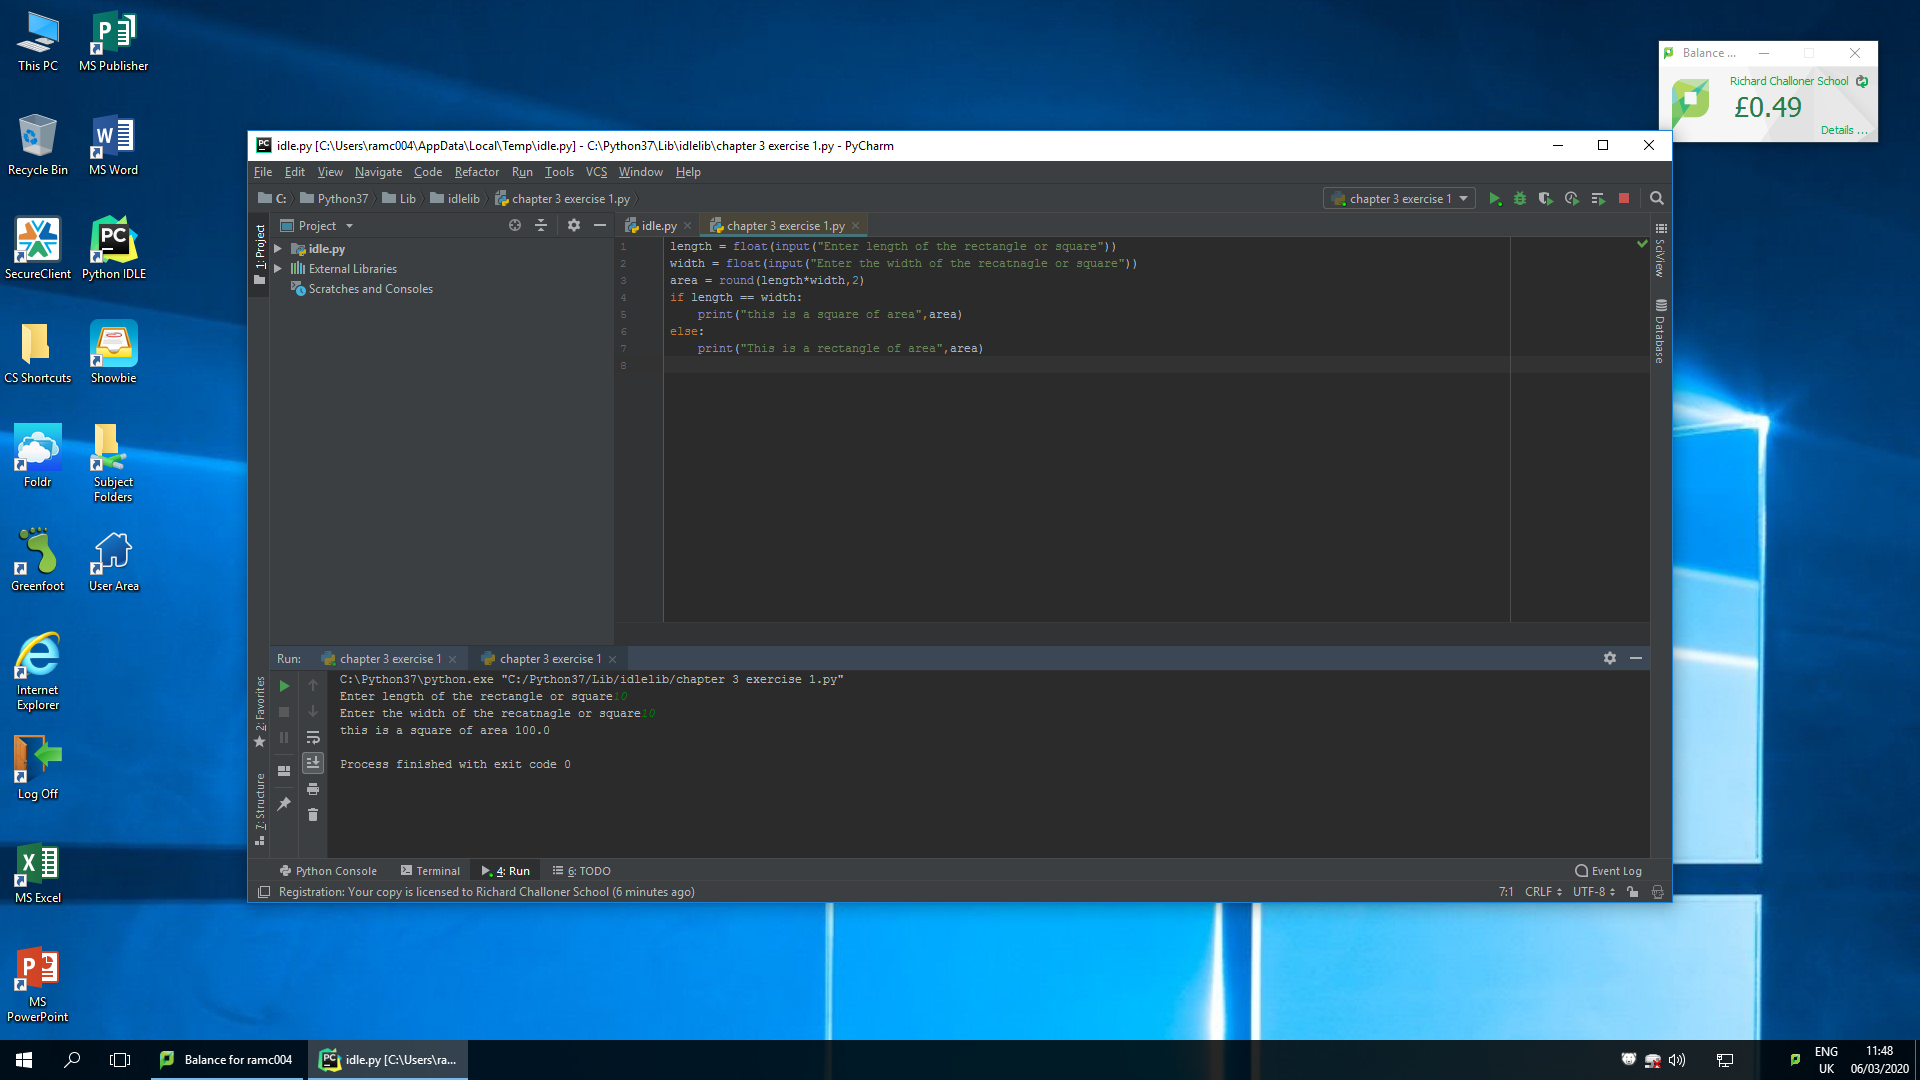 This PC
MS Publisher
Recycle Bin
MS Word
SecureClient
Python IDLE
CS Shortcuts
Showbie
Foldr
Subject
Folders
Greenfoot
User Area
Internet
Explorer
Log Off
MS Excel
MS
PowerPoint
Balance ...
Richard Challoner School
£0.49
Details ...
idle.py [C:\Users\ramc004\AppData\Local\Temp\idle.py] - C:\Python37\Lib\idlelib\chapter 3 exercise 1.py - PyCharm
File Edit View Navigate Code Refactor Run Tools VCS Window Help
C: Python37 Lib idlelib chapter 3 exercise 1.py
chapter 3 exercise 1
1: Project
Project
idle.py
External Libraries
Scratches and Consoles
idle.py
chapter 3 exercise 1.py
1 length = float(input("Enter length of the rectangle or square"))
2 width = float(input("Enter the width of the recatnagle or square"))
3 area = round(length*width,2)
4 if length == width:
5 print("this is a square of area",area)
6 else:
7 print("This is a rectangle of area",area)
8
SciView
Database
Run: chapter 3 exercise 1 chapter 3 exercise 1
C:\Python37\python.exe "C:/Python37/Lib/idlelib/chapter 3 exercise 1.py"
Enter length of the rectangle or square10
Enter the width of the recatnagle or square10
this is a square of area 100.0
Process finished with exit code 0
2: Favorites
7: Structure
Python Console Terminal 4: Run 6: TODO Event Log
Registration: Your copy is licensed to Richard Challoner School (6 minutes ago) 7:1 CRLF UTF-8
Balance for ramc004
idle.py [C:\Users\ra...
ENG
UK
11:48
06/03/2020